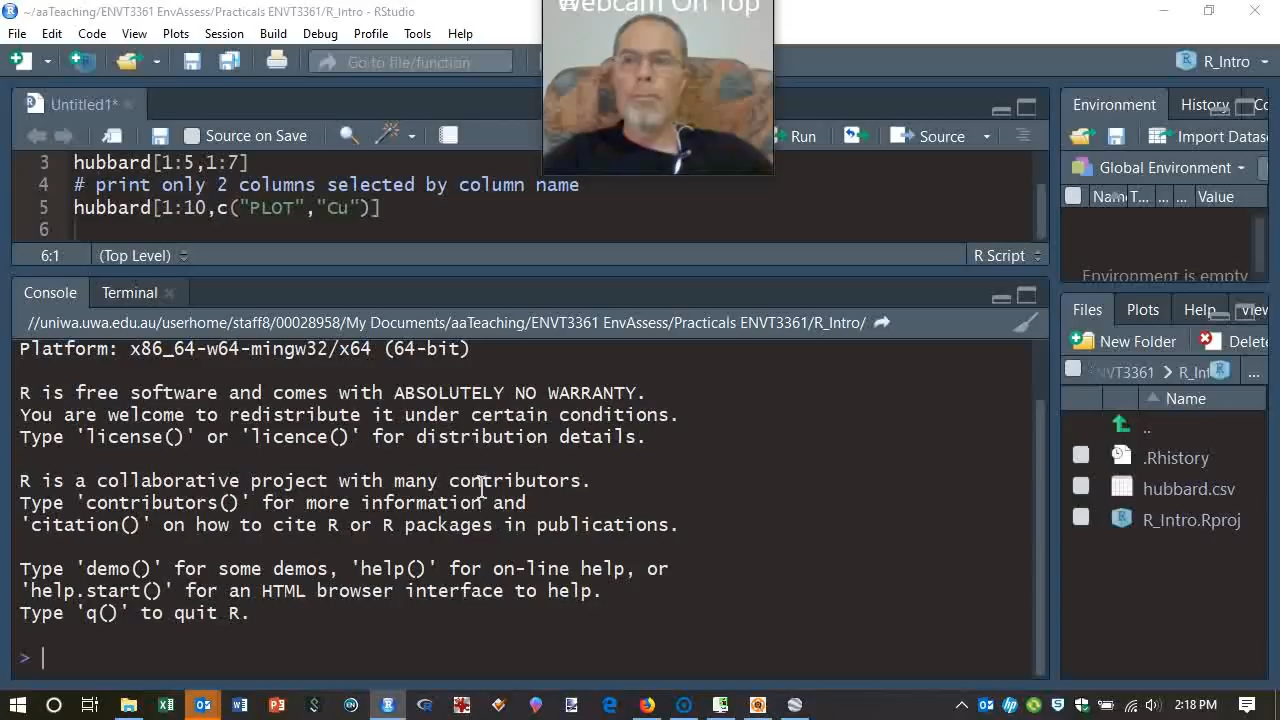 ~/aaTeaching/ENVT3361 EnvAssess/Practicals ENVT3361/R_Intro - RStudio
Webcam On Top
File Edit Code View Plots Session Build Debug Profile Tools Help
Go to file/function
R_Intro
Untitled1*
Source on Save
Run
Source
3 hubbard[1:5,1:7]
4 # print only 2 columns selected by column name
5 hubbard[1:10,c("PLOT","Cu")]
6
6:1 (Top Level) R Script
Environment History Co
Import Datas
Global Environment
Nam T... ... ... Value
Environment is empty
Console Terminal
//uniwa.uwa.edu.au/userhome/staff8/00028958/My Documents/aaTeaching/ENVT3361 EnvAssess/Practicals ENVT3361/R_Intro/
Platform: x86_64-w64-mingw32/x64 (64-bit)
R is free software and comes with ABSOLUTELY NO WARRANTY.
You are welcome to redistribute it under certain conditions.
Type 'license()' or 'licence()' for distribution details.
R is a collaborative project with many contributors.
Type 'contributors()' for more information and
'citation()' on how to cite R or R packages in publications.
Type 'demo()' for some demos, 'help()' for on-line help, or
'help.start()' for an HTML browser interface to help.
Type 'q()' to quit R.
>
Files Plots Help View
New Folder Delete
NVT3361 > R_Int ...
Name
..
.Rhistory
hubbard.csv
R_Intro.Rproj
2:18 PM